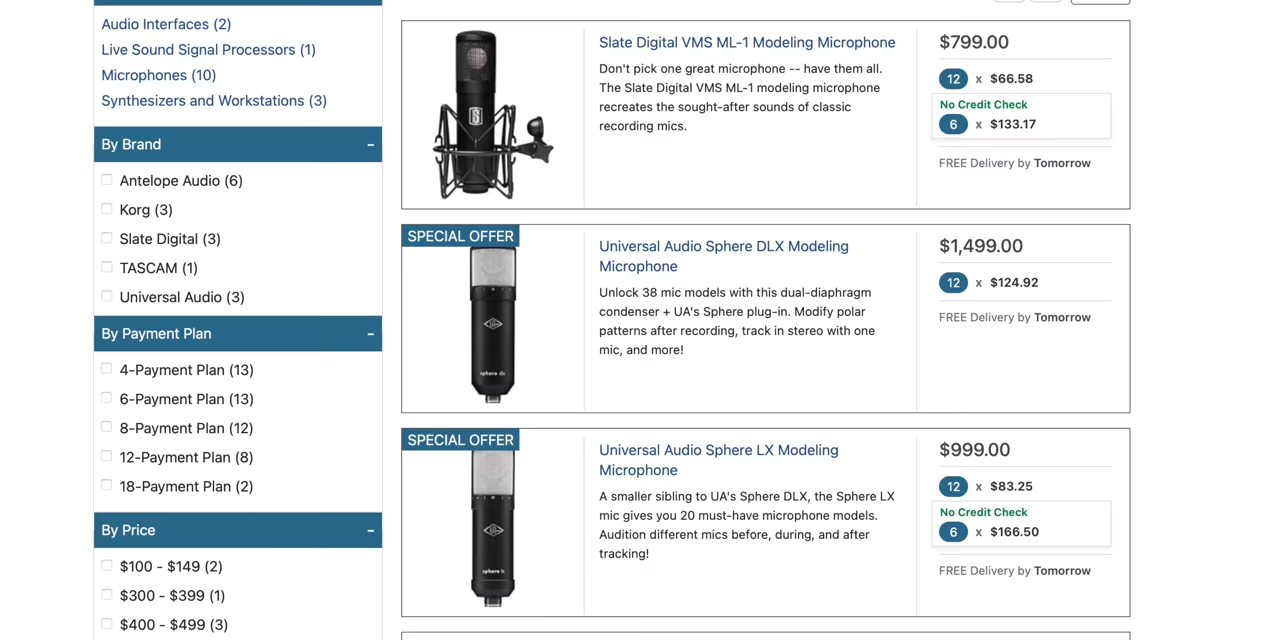 Audio Interfaces (2)
Live Sound Signal Processors (1)
Microphones (10)
Synthesizers and Workstations (3)
By Brand
-
Antelope Audio (6)
Korg (3)
Slate Digital (3)
TASCAM (1)
Universal Audio (3)
By Payment Plan
-
4-Payment Plan (13)
6-Payment Plan (13)
8-Payment Plan (12)
12-Payment Plan (8)
18-Payment Plan (2)
By Price
-
$100 - $149 (2)
$300 - $399 (1)
$400 - $499 (3)
Slate Digital VMS ML-1 Modeling Microphone
Don't pick one great microphone -- have them all.
The Slate Digital VMS ML-1 modeling microphone
recreates the sought-after sounds of classic
recording mics.
$799.00
12 x $66.58
No Credit Check
6 x $133.17
FREE Delivery by Tomorrow
SPECIAL OFFER
UA
sphere dlx
Universal Audio Sphere DLX Modeling
Microphone
Unlock 38 mic models with this dual-diaphragm
condenser + UA's Sphere plug-in. Modify polar
patterns after recording, track in stereo with one
mic, and more!
$1,499.00
12 x $124.92
FREE Delivery by Tomorrow
SPECIAL OFFER
UA
sphere lx
Universal Audio Sphere LX Modeling
Microphone
A smaller sibling to UA's Sphere DLX, the Sphere LX
mic gives you 20 must-have microphone models.
Audition different mics before, during, and after
tracking!
$999.00
12 x $83.25
No Credit Check
6 x $166.50
FREE Delivery by Tomorrow